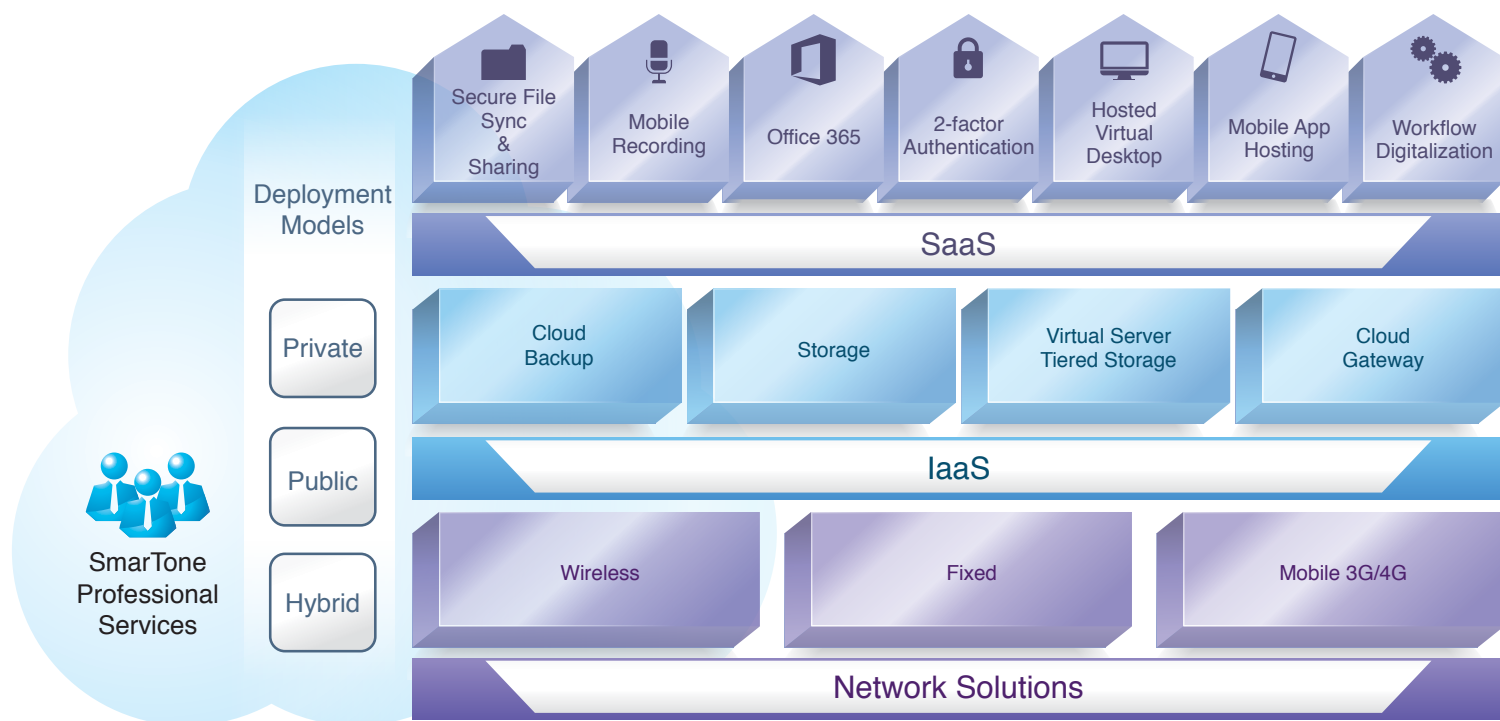 Secure File
Sync
&
Sharing
Mobile
Recording
Office 365
2-factor
Authentication
Hosted
Virtual
Desktop
Mobile App
Hosting
Workflow
Digitalization
SaaS
Deployment
Models
Private
Public
Hybrid
SmarTone
Professional
Services
Cloud
Backup
Storage
Virtual Server
Tiered Storage
Cloud
Gateway
IaaS
Wireless
Fixed
Mobile 3G/4G
Network Solutions